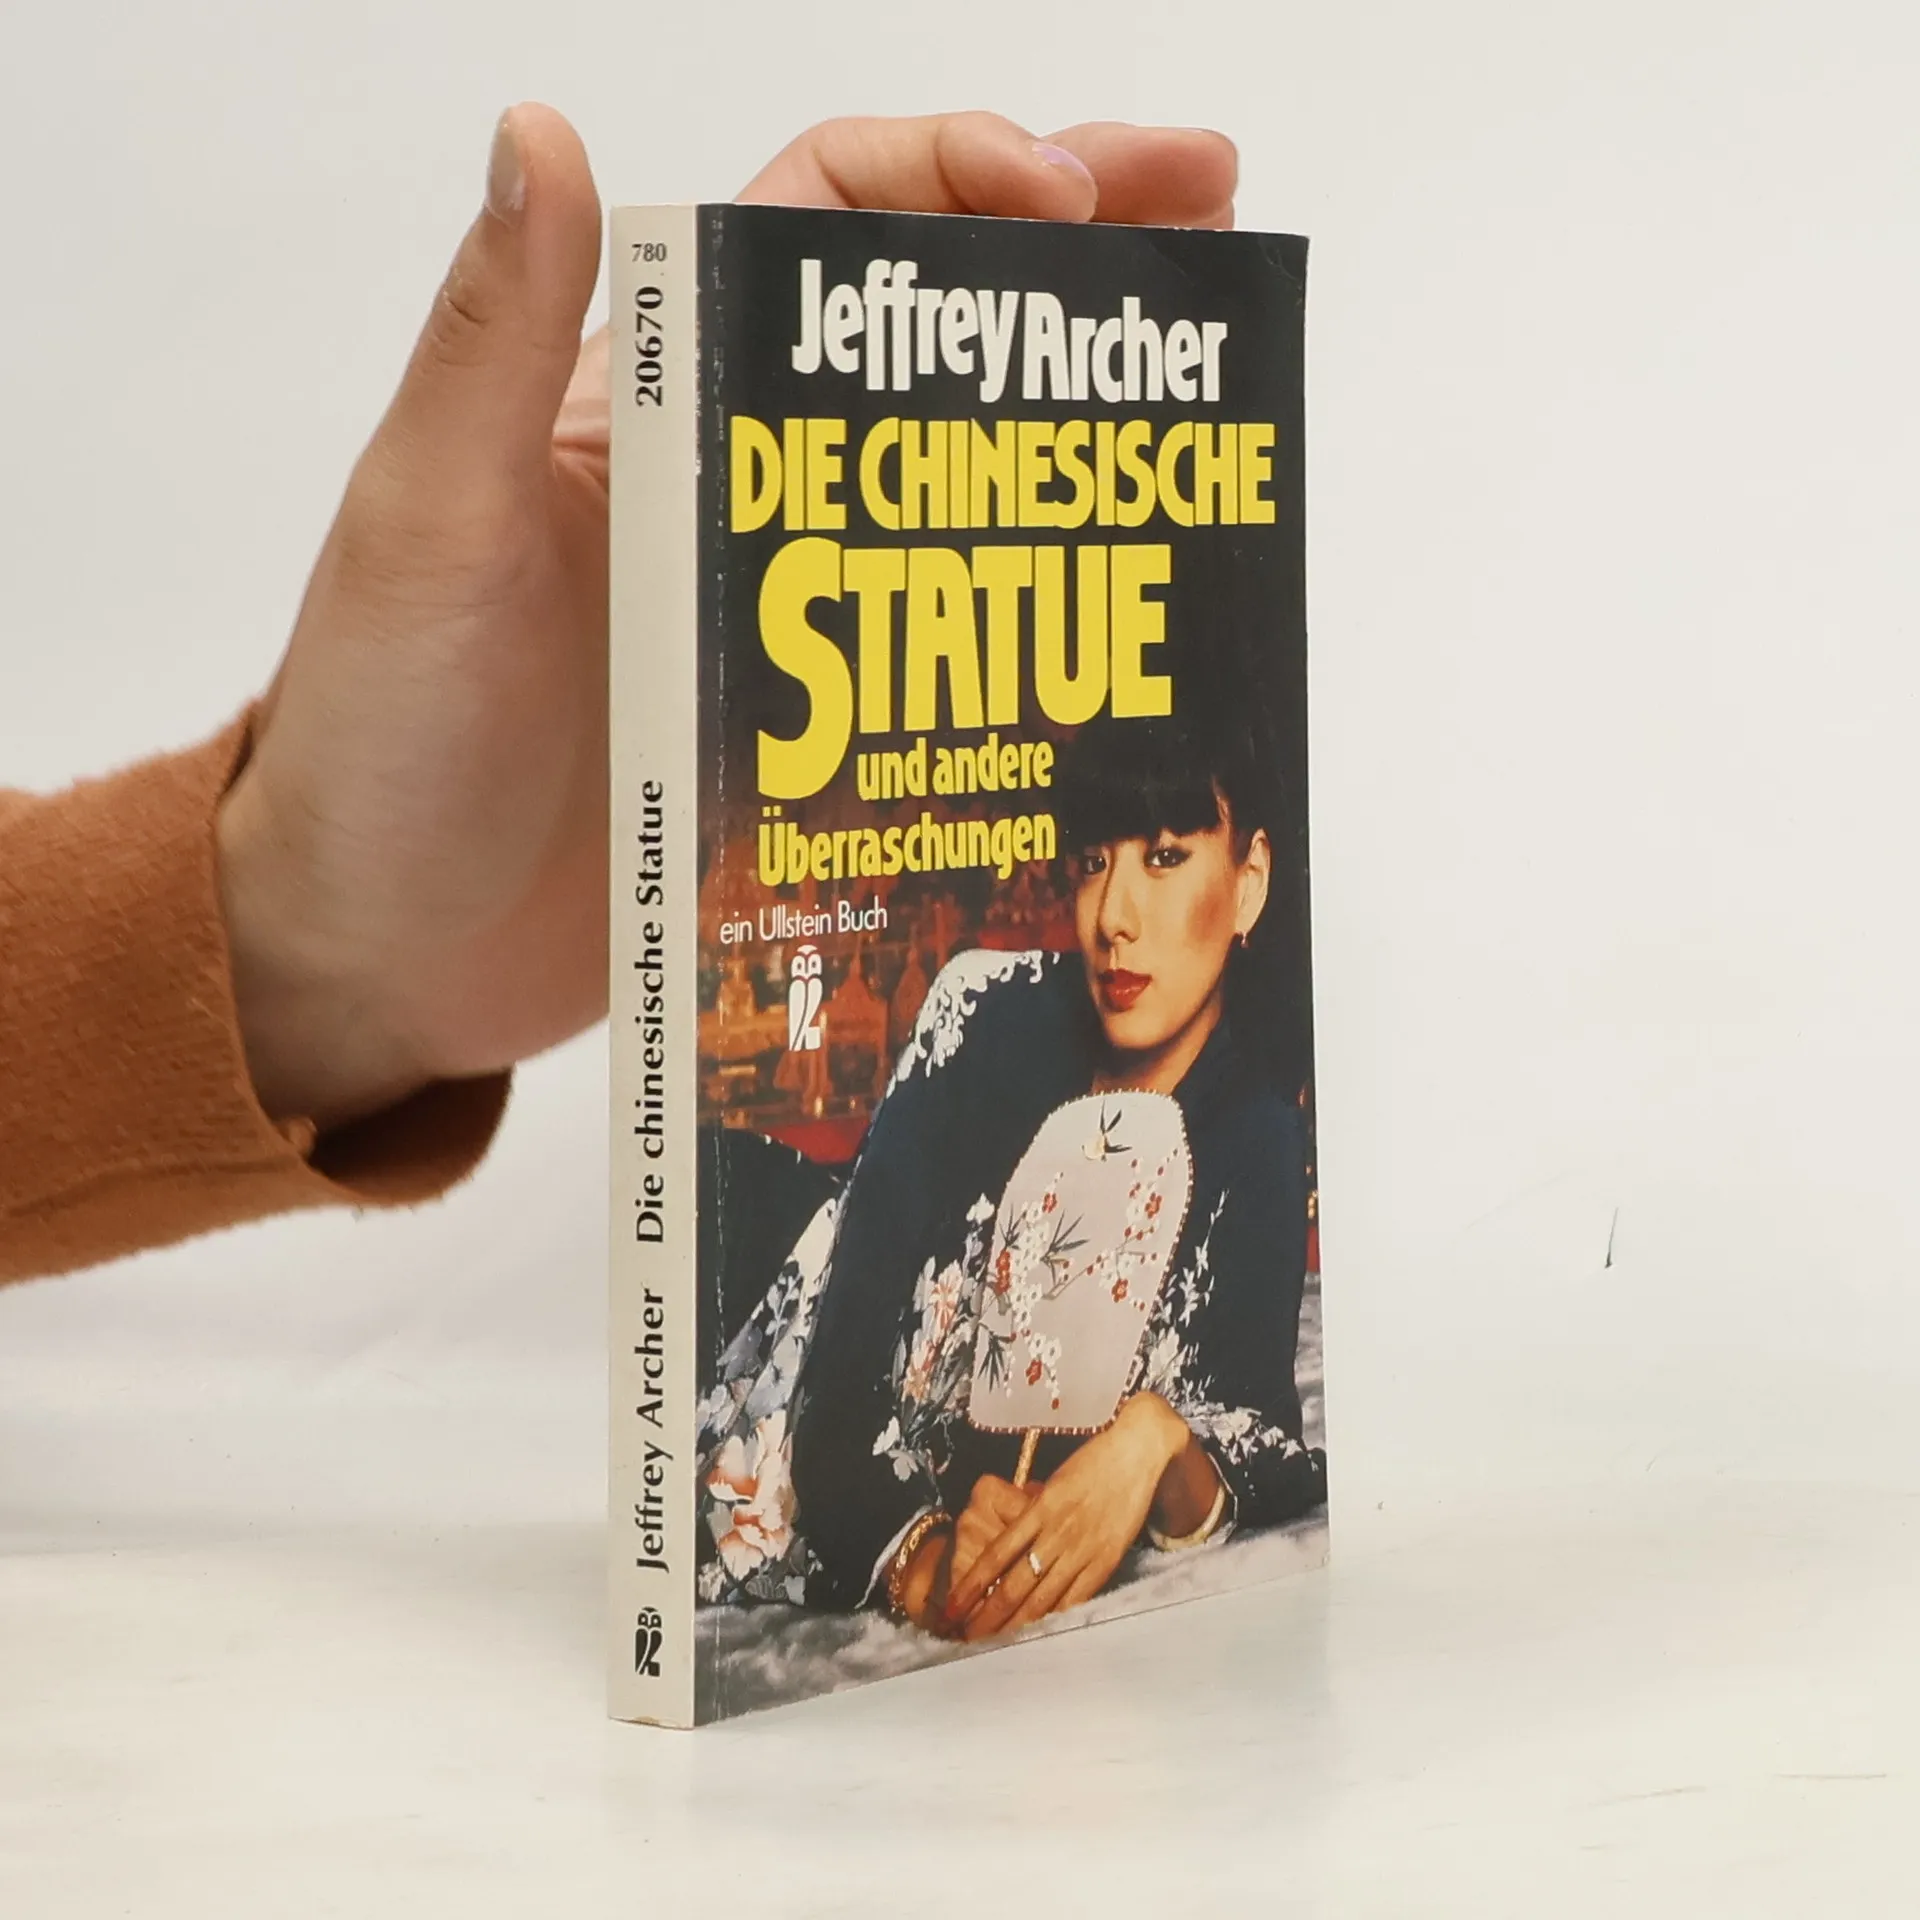 780
20670
Jeffrey Archer Die chinesische Statue
Jeffrey Archer
DIE CHINESISCHE
STATUE
und andere
Überraschungen
ein Ullstein Buch